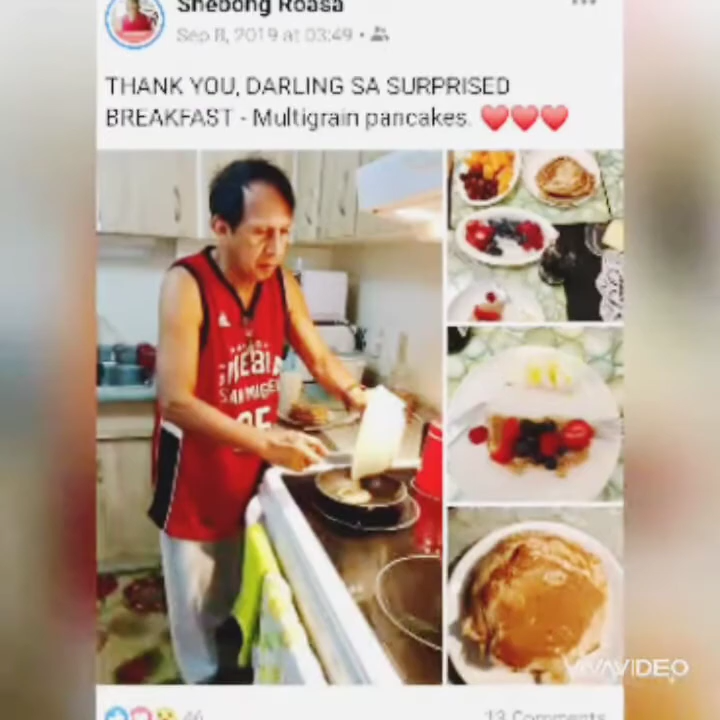 Shebong Roasa
Sep 8, 2019 at 03:49
THANK YOU, DARLING SA SURPRISED
BREAKFAST - Multigrain pancakes.
46
13 Comments
VIVAVIDEO